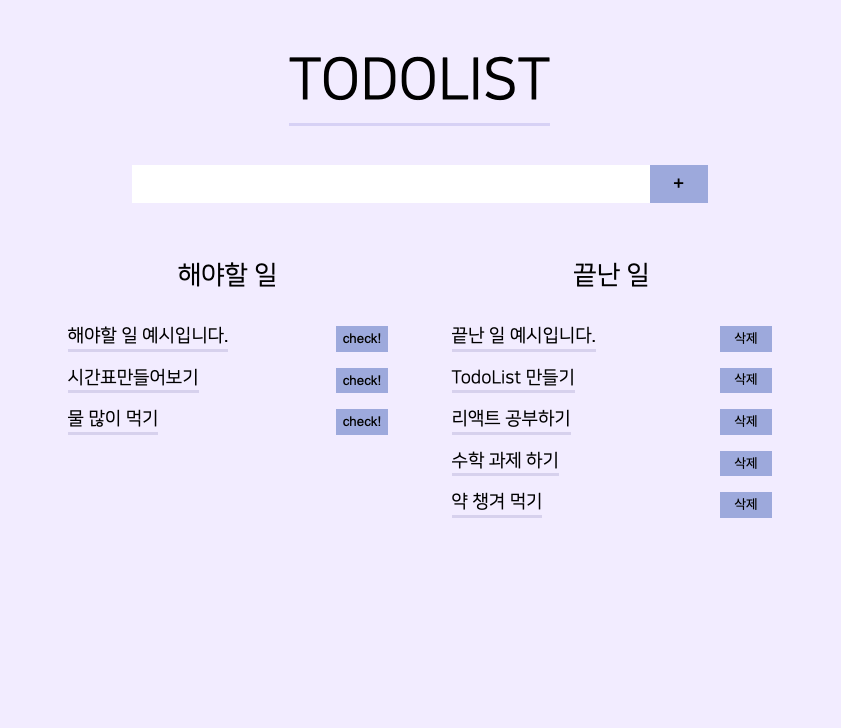 TODOLIST
+
해야할 일
해야할 일 예시입니다.
check!
시간표만들어보기
check!
물 많이 먹기
check!
끝난 일
끝난 일 예시입니다.
삭제
TodoList 만들기
삭제
리액트 공부하기
삭제
수학 과제 하기
삭제
약 챙겨 먹기
삭제